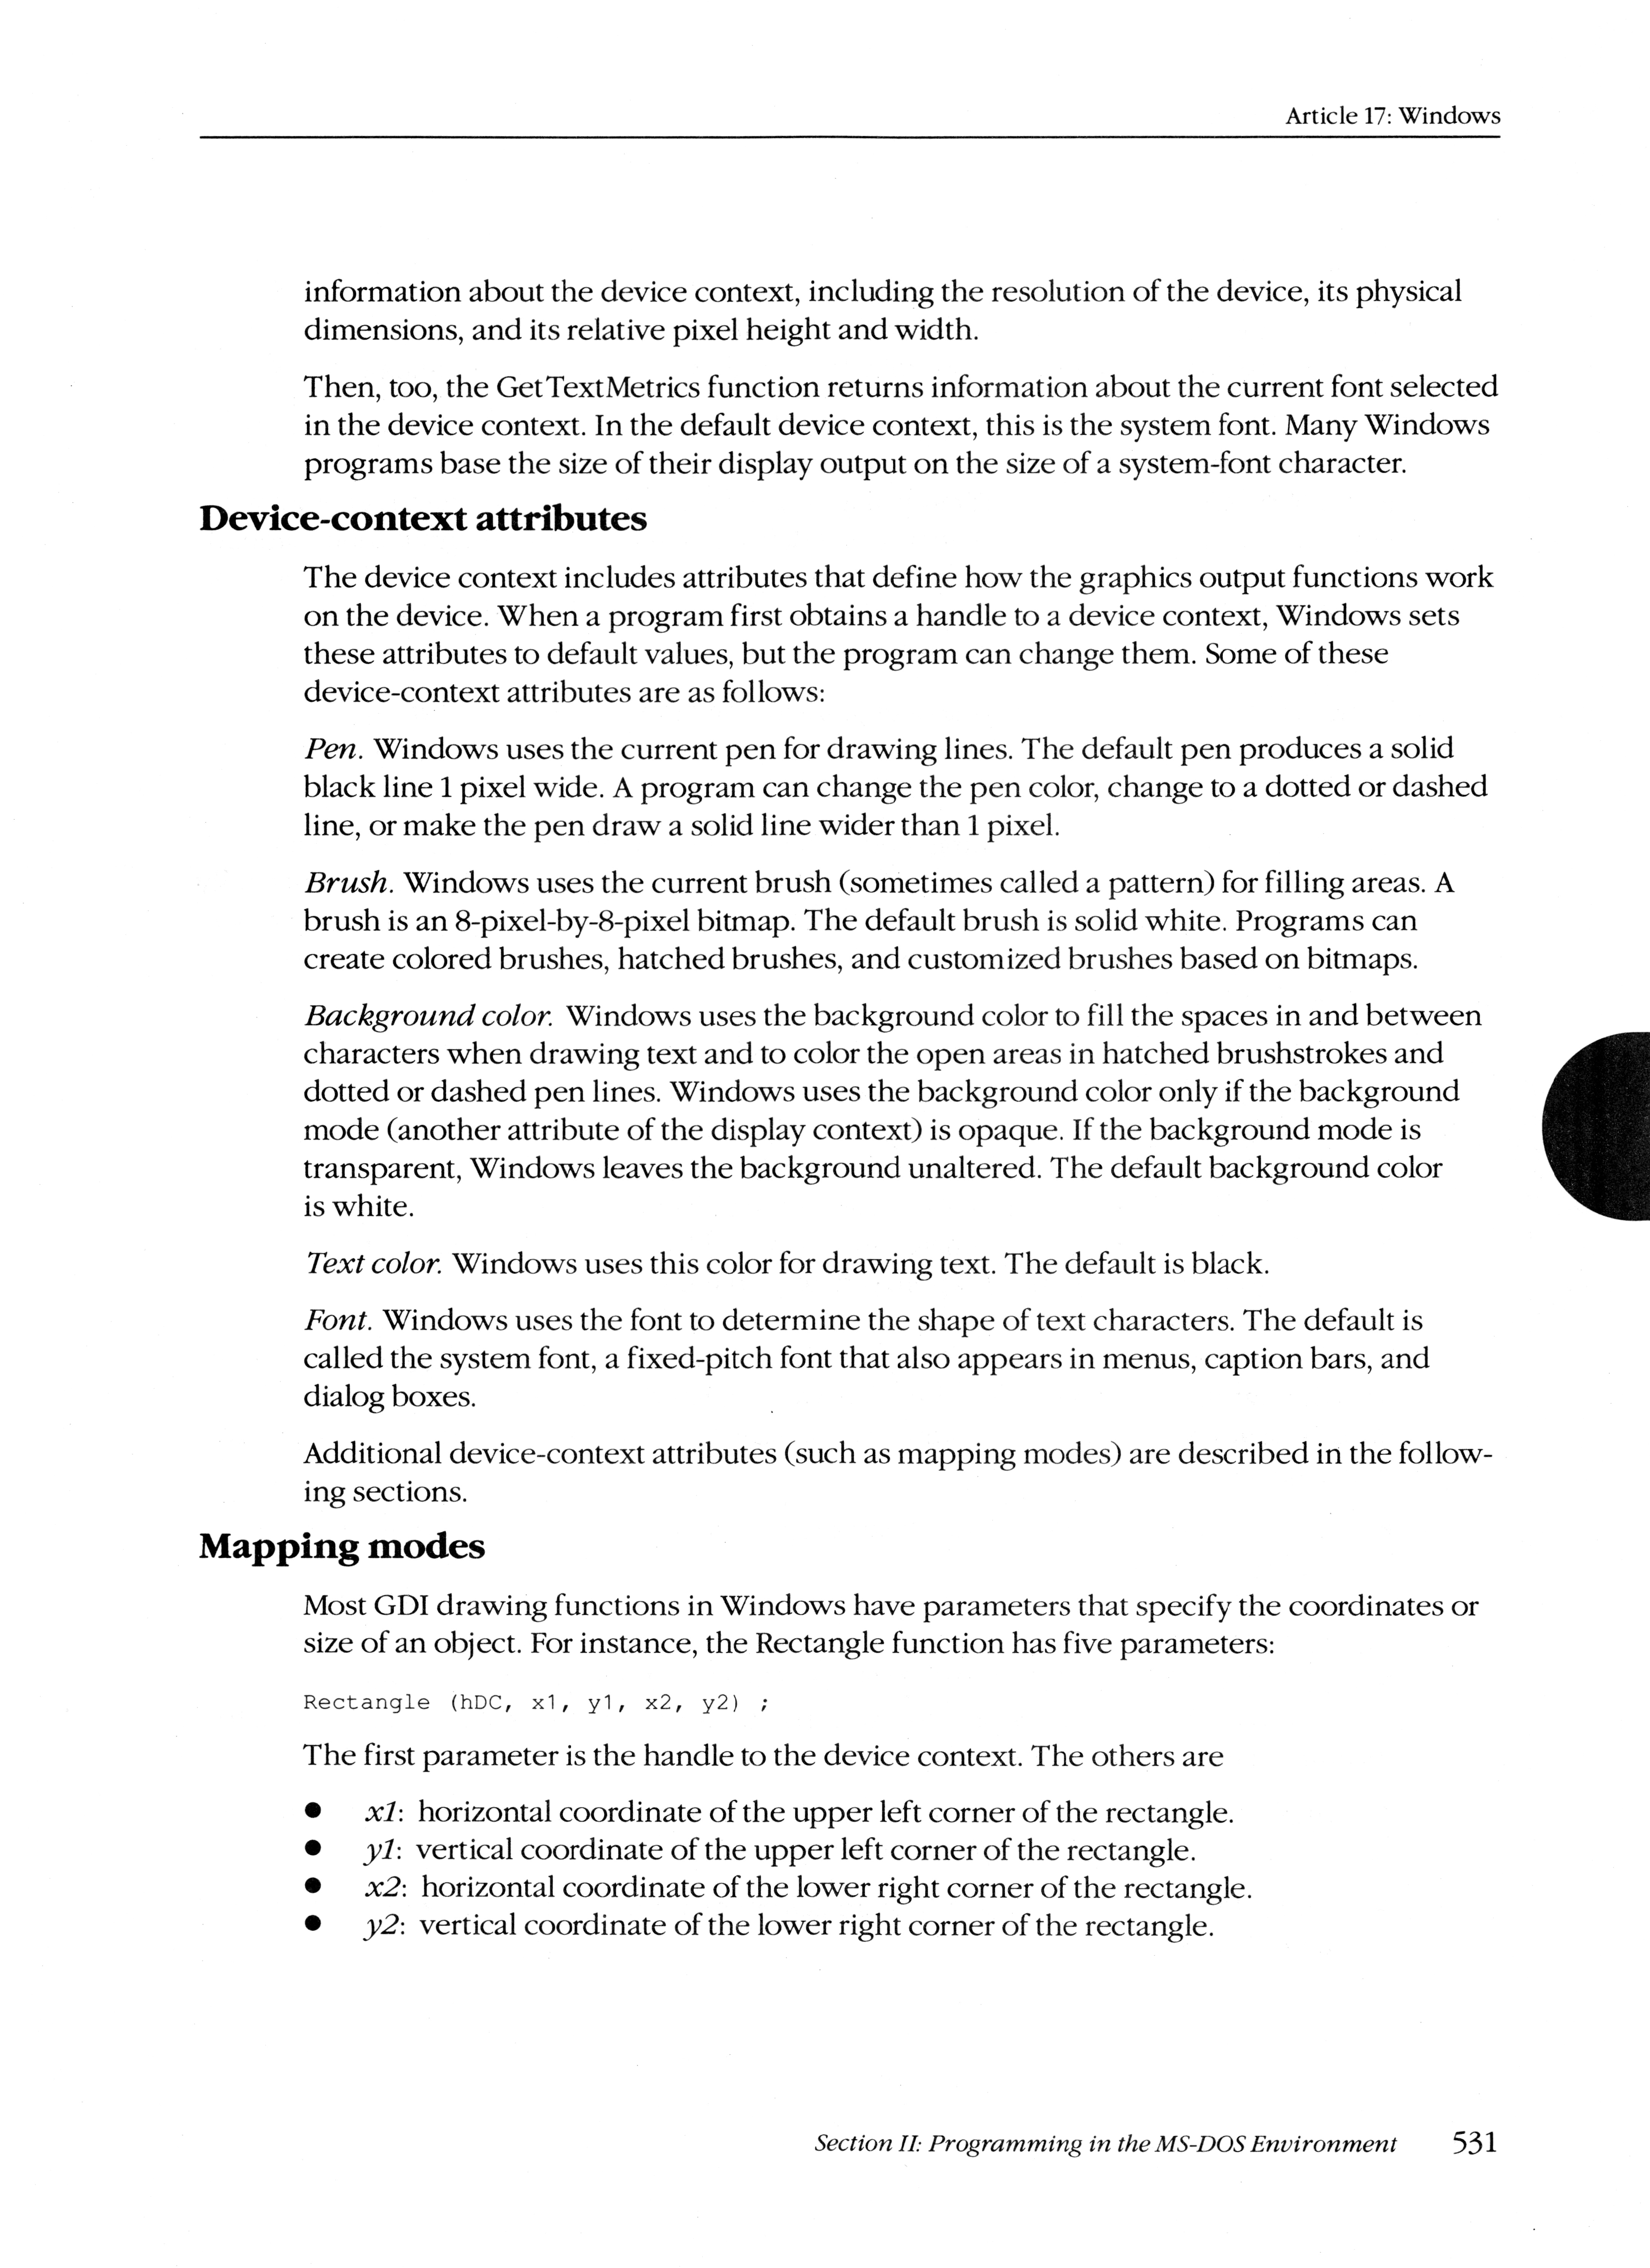 Article 17: Windows
information about the device context, including the resolution of the device, its physical
dimensions, and its relative pixel height and width.
Then, too, the GetTextMetrics function returns information about the current font selected
in the device context. In the default device context, this is the system font. Many Windows
programs base the size of their display output on the size of a system-font character.
Device-context attributes
The device context includes attributes that define how the graphics output functions work
on the device. When a program first obtains a handle to a device context, Windows sets
these attributes to default values, but the program can change them. Some of these
device-context attributes are as follows:
Pen. Windows uses the current pen for drawing lines. The default pen produces a solid
black line 1 pixel wide. A program can change the pen color, change to a dotted or dashed
line, or make the pen draw a solid line wider than 1 pixel.
Brush. Windows uses the current brush (sometimes called a pattern) for filling areas. A
brush is an 8-pixel-by-8-pixel bitmap. The default brush is solid white. Programs can
create colored brushes, hatched brushes, and customized brushes based on bitmaps.
Background color. Windows uses the background color to fill the spaces in and between
characters when drawing text and to color the open areas in hatched brushstrokes and
dotted or dashed pen lines. Windows uses the background color only if the background
mode (another attribute of the display context) is opaque. If the background mode is
transparent, Windows leaves the background unaltered. The default background color
is white.
Text color. Windows uses this color for drawing text. The default is black.
Font. Windows uses the font to determine the shape of text characters. The default is
called the system font, a fixed-pitch font that also appears in menus, caption bars, and
dialog boxes.
Additional device-context attributes (such as mapping modes) are described in the follow-
ing sections.
Mapping modes
Most GDI drawing functions in Windows have parameters that specify the coordinates or
size of an object. For instance, the Rectangle function has five parameters:
Rectangle (hDC, x1, y1, x2, y2) ;
The first parameter is the handle to the device context. The others are
● x1: horizontal coordinate of the upper left corner of the rectangle.
● y1: vertical coordinate of the upper left corner of the rectangle.
● x2: horizontal coordinate of the lower right corner of the rectangle.
● y2: vertical coordinate of the lower right corner of the rectangle.
Section II: Programming in the MS-DOS Environment 531